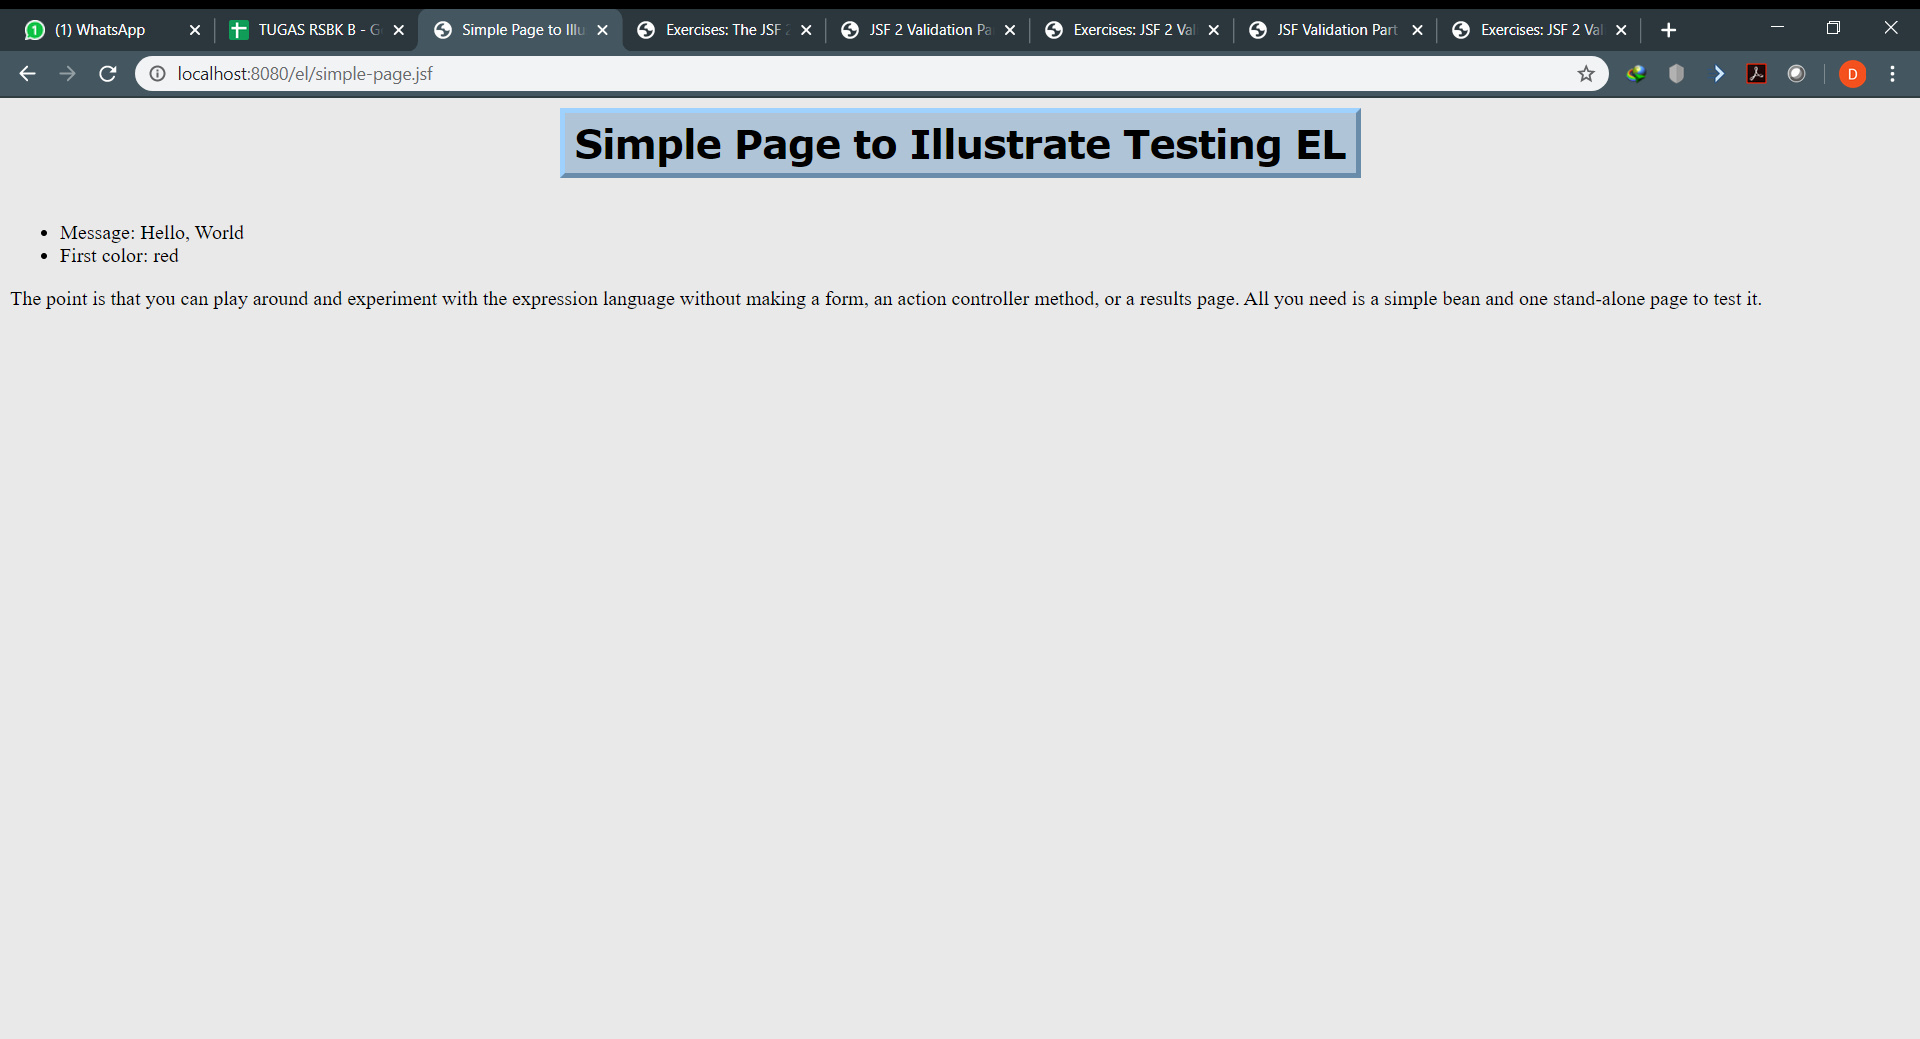 (1) WhatsApp
TUGAS RSBK B - G
Simple Page to Illu
Exercises: The JSF 2
JSF 2 Validation Pa
Exercises: JSF 2 Val
JSF Validation Part
Exercises: JSF 2 Val
localhost:8080/el/simple-page.jsf
D
Simple Page to Illustrate Testing EL
• Message: Hello, World
• First color: red
The point is that you can play around and experiment with the expression language without making a form, an action controller method, or a results page. All you need is a simple bean and one stand-alone page to test it.